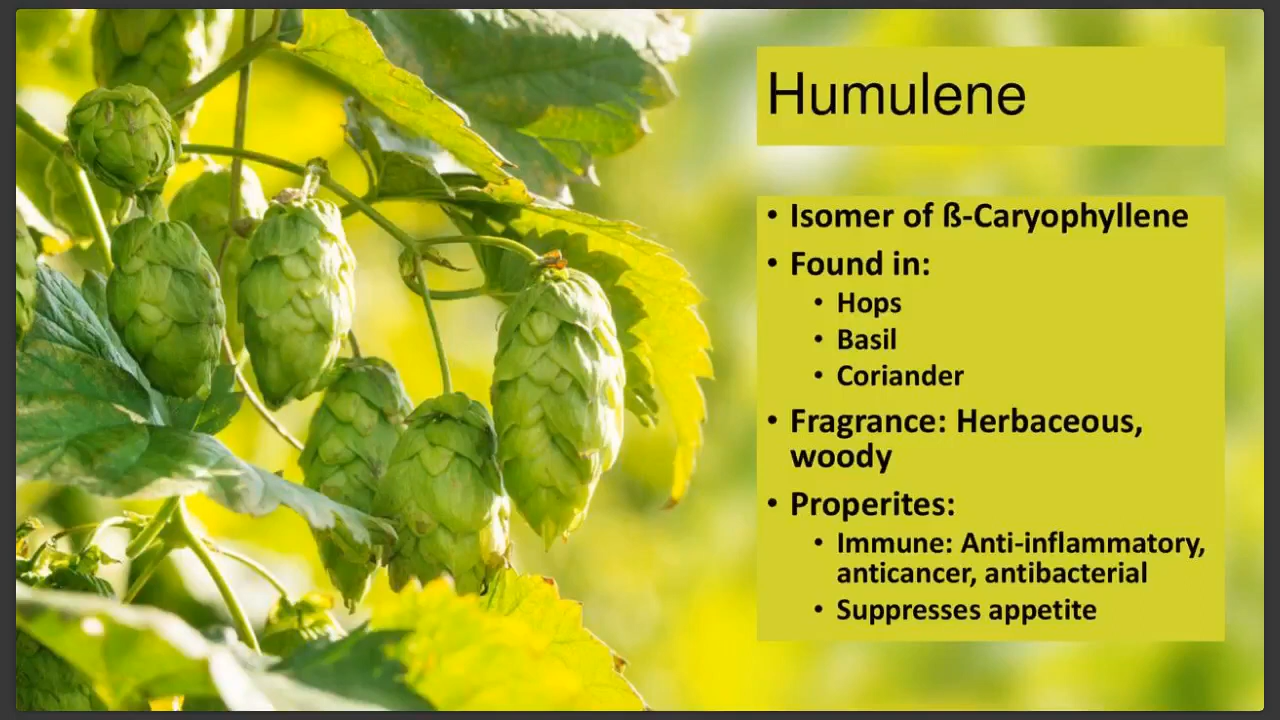 Humulene
• Isomer of ß-Caryophyllene
• Found in:
• Hops
• Basil
• Coriander
• Fragrance: Herbaceous,
woody
• Properites:
• Immune: Anti-inflammatory,
anticancer, antibacterial
• Suppresses appetite